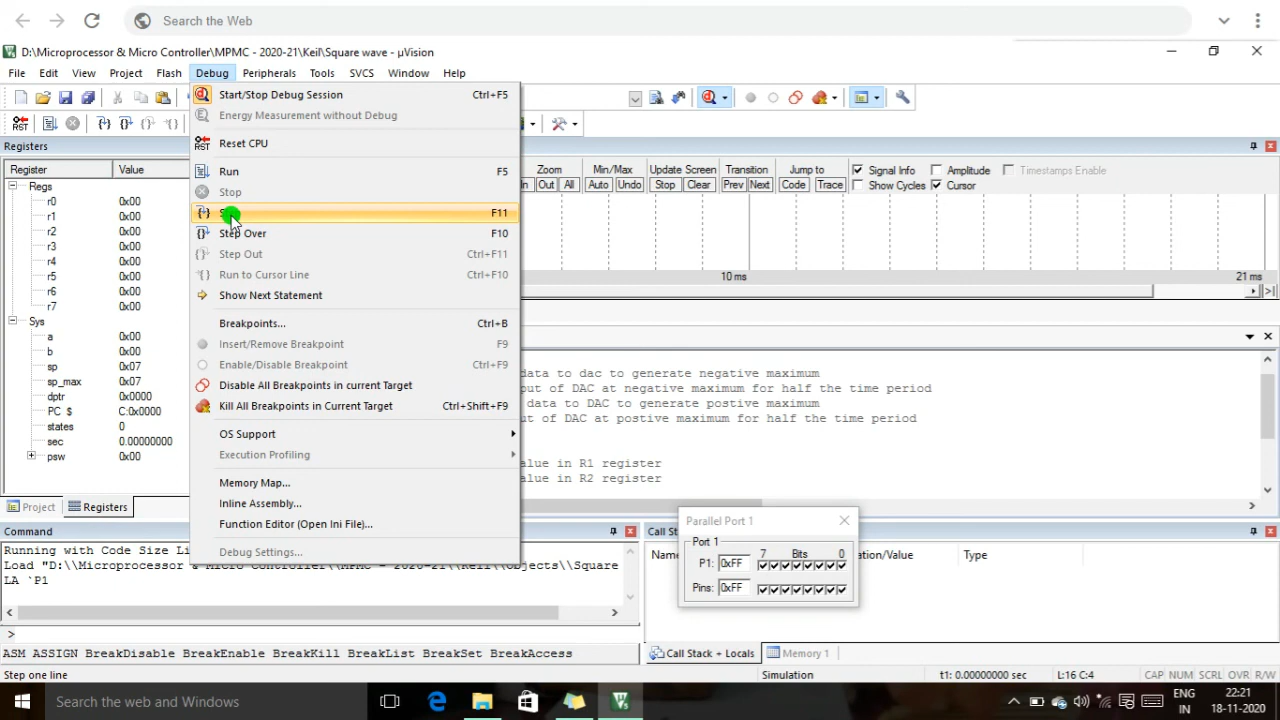 Search the Web
D:\Microprocessor & Micro Controller\MPMC - 2020-21\Keil\Square wave - µVision
File Edit View Project Flash Debug Peripherals Tools SVCS Window Help
Start/Stop Debug Session Ctrl+F5
Energy Measurement without Debug
Reset CPU
Run F5
Stop
F11
Step Over F10
Step Out Ctrl+F11
Run to Cursor Line Ctrl+F10
Show Next Statement
Breakpoints... Ctrl+B
Insert/Remove Breakpoint F9
Enable/Disable Breakpoint Ctrl+F9
Disable All Breakpoints in current Target
Kill All Breakpoints in Current Target Ctrl+Shift+F9
OS Support
Execution Profiling
Memory Map...
Inline Assembly...
Function Editor (Open Ini File)...
Debug Settings...
RST
Registers
Register Value
Regs
r0 0x00
r1 0x00
r2 0x00
r3 0x00
r4 0x00
r5 0x00
r6 0x00
r7 0x00
Sys
a 0x00
b 0x00
sp 0x07
sp_max 0x07
dptr 0x0000
PC $ C:0x0000
states 0
sec 0.00000000
psw 0x00
Project Registers
Zoom Min/Max Update Screen Transition Jump to Signal Info Amplitude Timestamps Enable
In Out All Auto Undo Stop Clear Prev Next Code Trace Show Cycles Cursor
10 ms 21 ms
data to dac to generate negative maximum
put of DAC at negative maximum for half the time period
data to DAC to generate postive maximum
put of DAC at postive maximum for half the time period
alue in R1 register
alue in R2 register
Parallel Port 1
Port 1
7 Bits 0
P1: 0xFF
Pins: 0xFF
Command
Running with Code Size Li
Load "D:\\Microprocessor & Micro Controller\\MPMC - 2020-21\\Keil\\Objects\\Square
LA `P1
>
ASM ASSIGN BreakDisable BreakEnable BreakKill BreakList BreakSet BreakAccess
Call St
Name ation/Value Type
Call Stack + Locals Memory 1
Step one line Simulation t1: 0.00000000 sec L:16 C:4 CAP NUM SCRL OVR R/W
Search the web and Windows
ENG
IN
22:21
18-11-2020